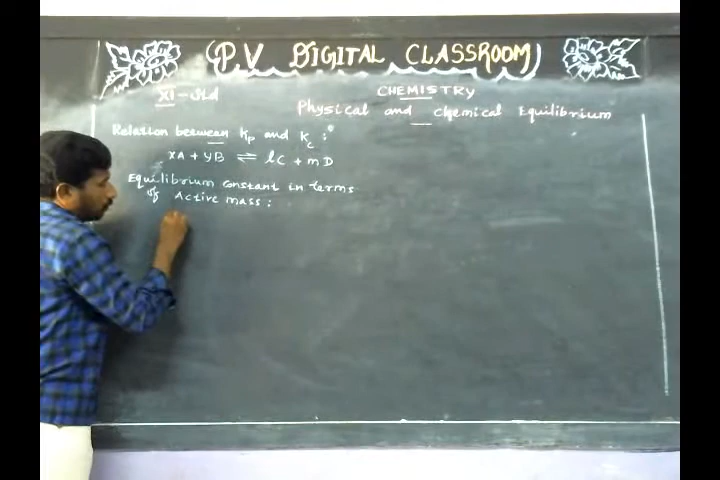 P.V DIGITAL CLASSROOM
XI-Std
CHEMISTRY
Physical and chemical Equilibrium
Relation between Kp and Kc:
xA + yB ⇌ lC + mD
Equilibrium constant in terms
of Active mass: